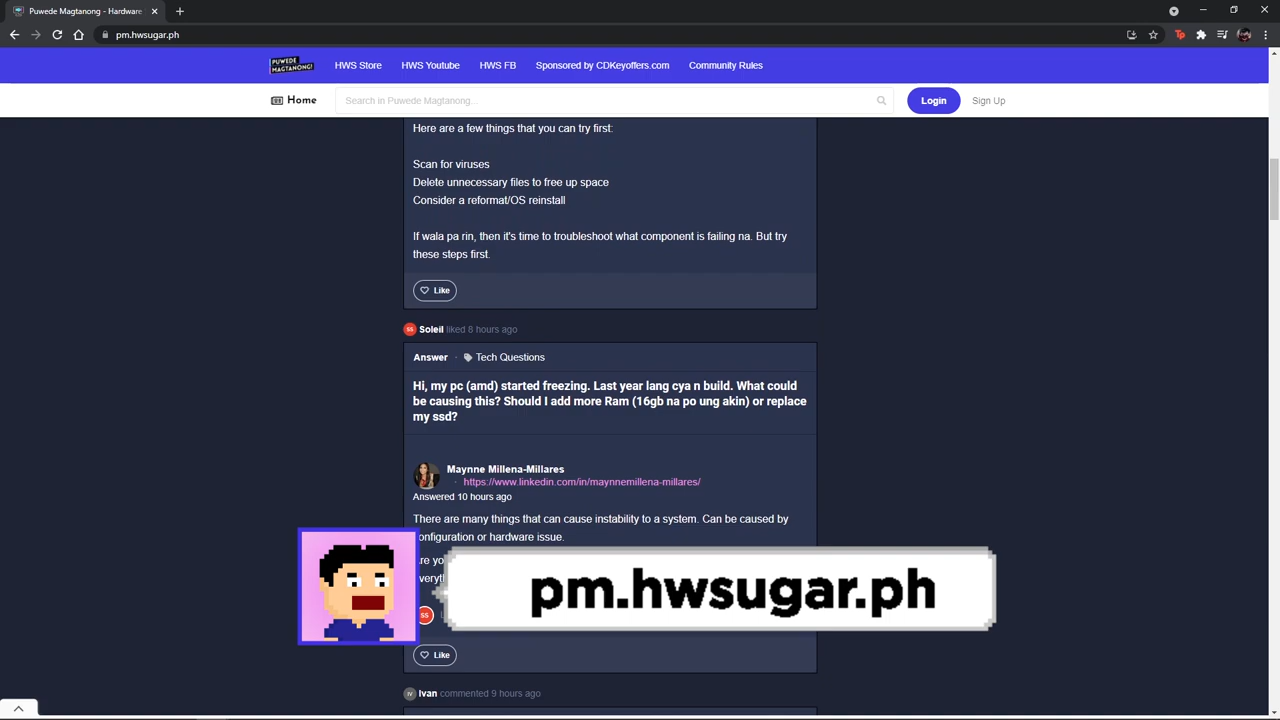 Puwede Magtanong - Hardware
pm.hwsugar.ph
PUWEDE
MAGTANONG!
HWS Store
HWS Youtube
HWS FB
Sponsored by CDKeyoffers.com
Community Rules
Home
Search in Puwede Magtanong...
Login
Sign Up
Here are a few things that you can try first:
Scan for viruses
Delete unnecessary files to free up space
Consider a reformat/OS reinstall
If wala pa rin, then it's time to troubleshoot what component is failing na. But try
these steps first.
Like
SS Soleil liked 8 hours ago
Answer · Tech Questions
Hi, my pc (amd) started freezing. Last year lang cya n build. What could
be causing this? Should I add more Ram (16gb na po ung akin) or replace
my ssd?
Maynne Millena-Millares
· https://www.linkedin.com/in/maynnemillena-millares/
Answered 10 hours ago
There are many things that can cause instability to a system. Can be caused by
onfiguration or hardware issue.
pm.hwsugar.ph
SS
Like
IV Ivan commented 9 hours ago